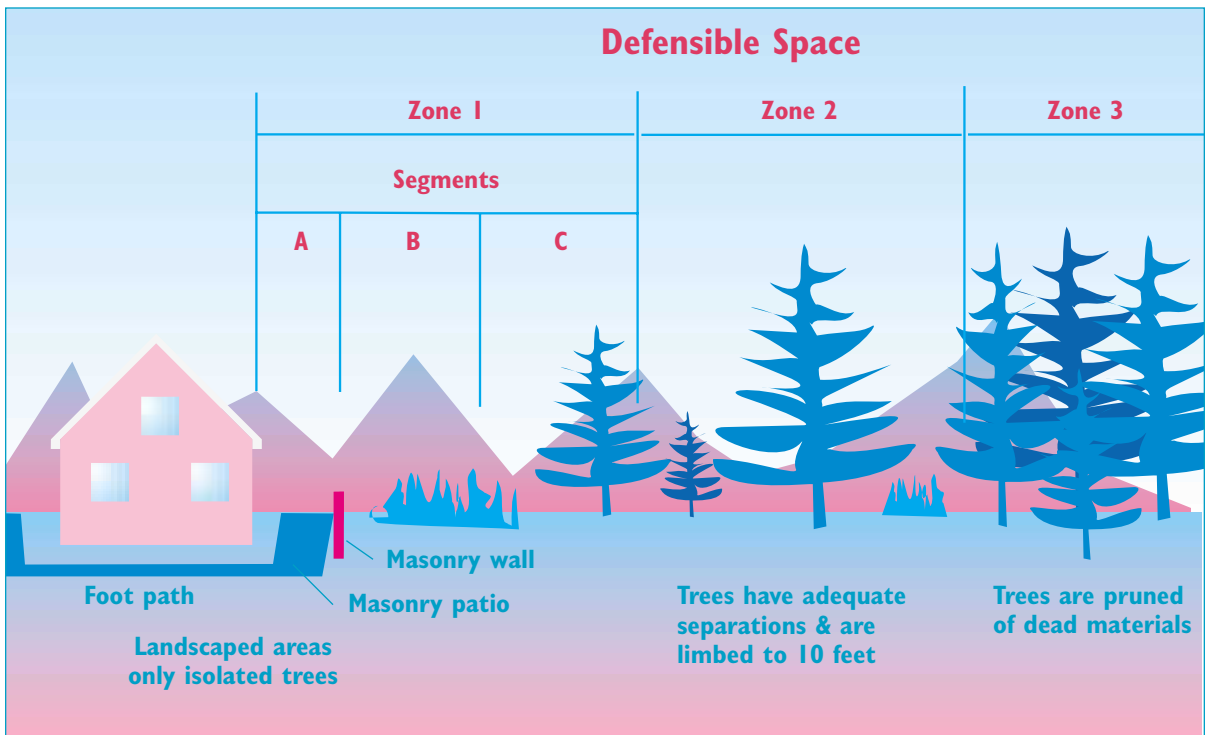 Defensible Space
Zone 1
Zone 2
Zone 3
Segments
A
B
C
Masonry wall
Foot path
Masonry patio
Landscaped areas
only isolated trees
Trees have adequate
separations & are
limbed to 10 feet
Trees are pruned
of dead materials